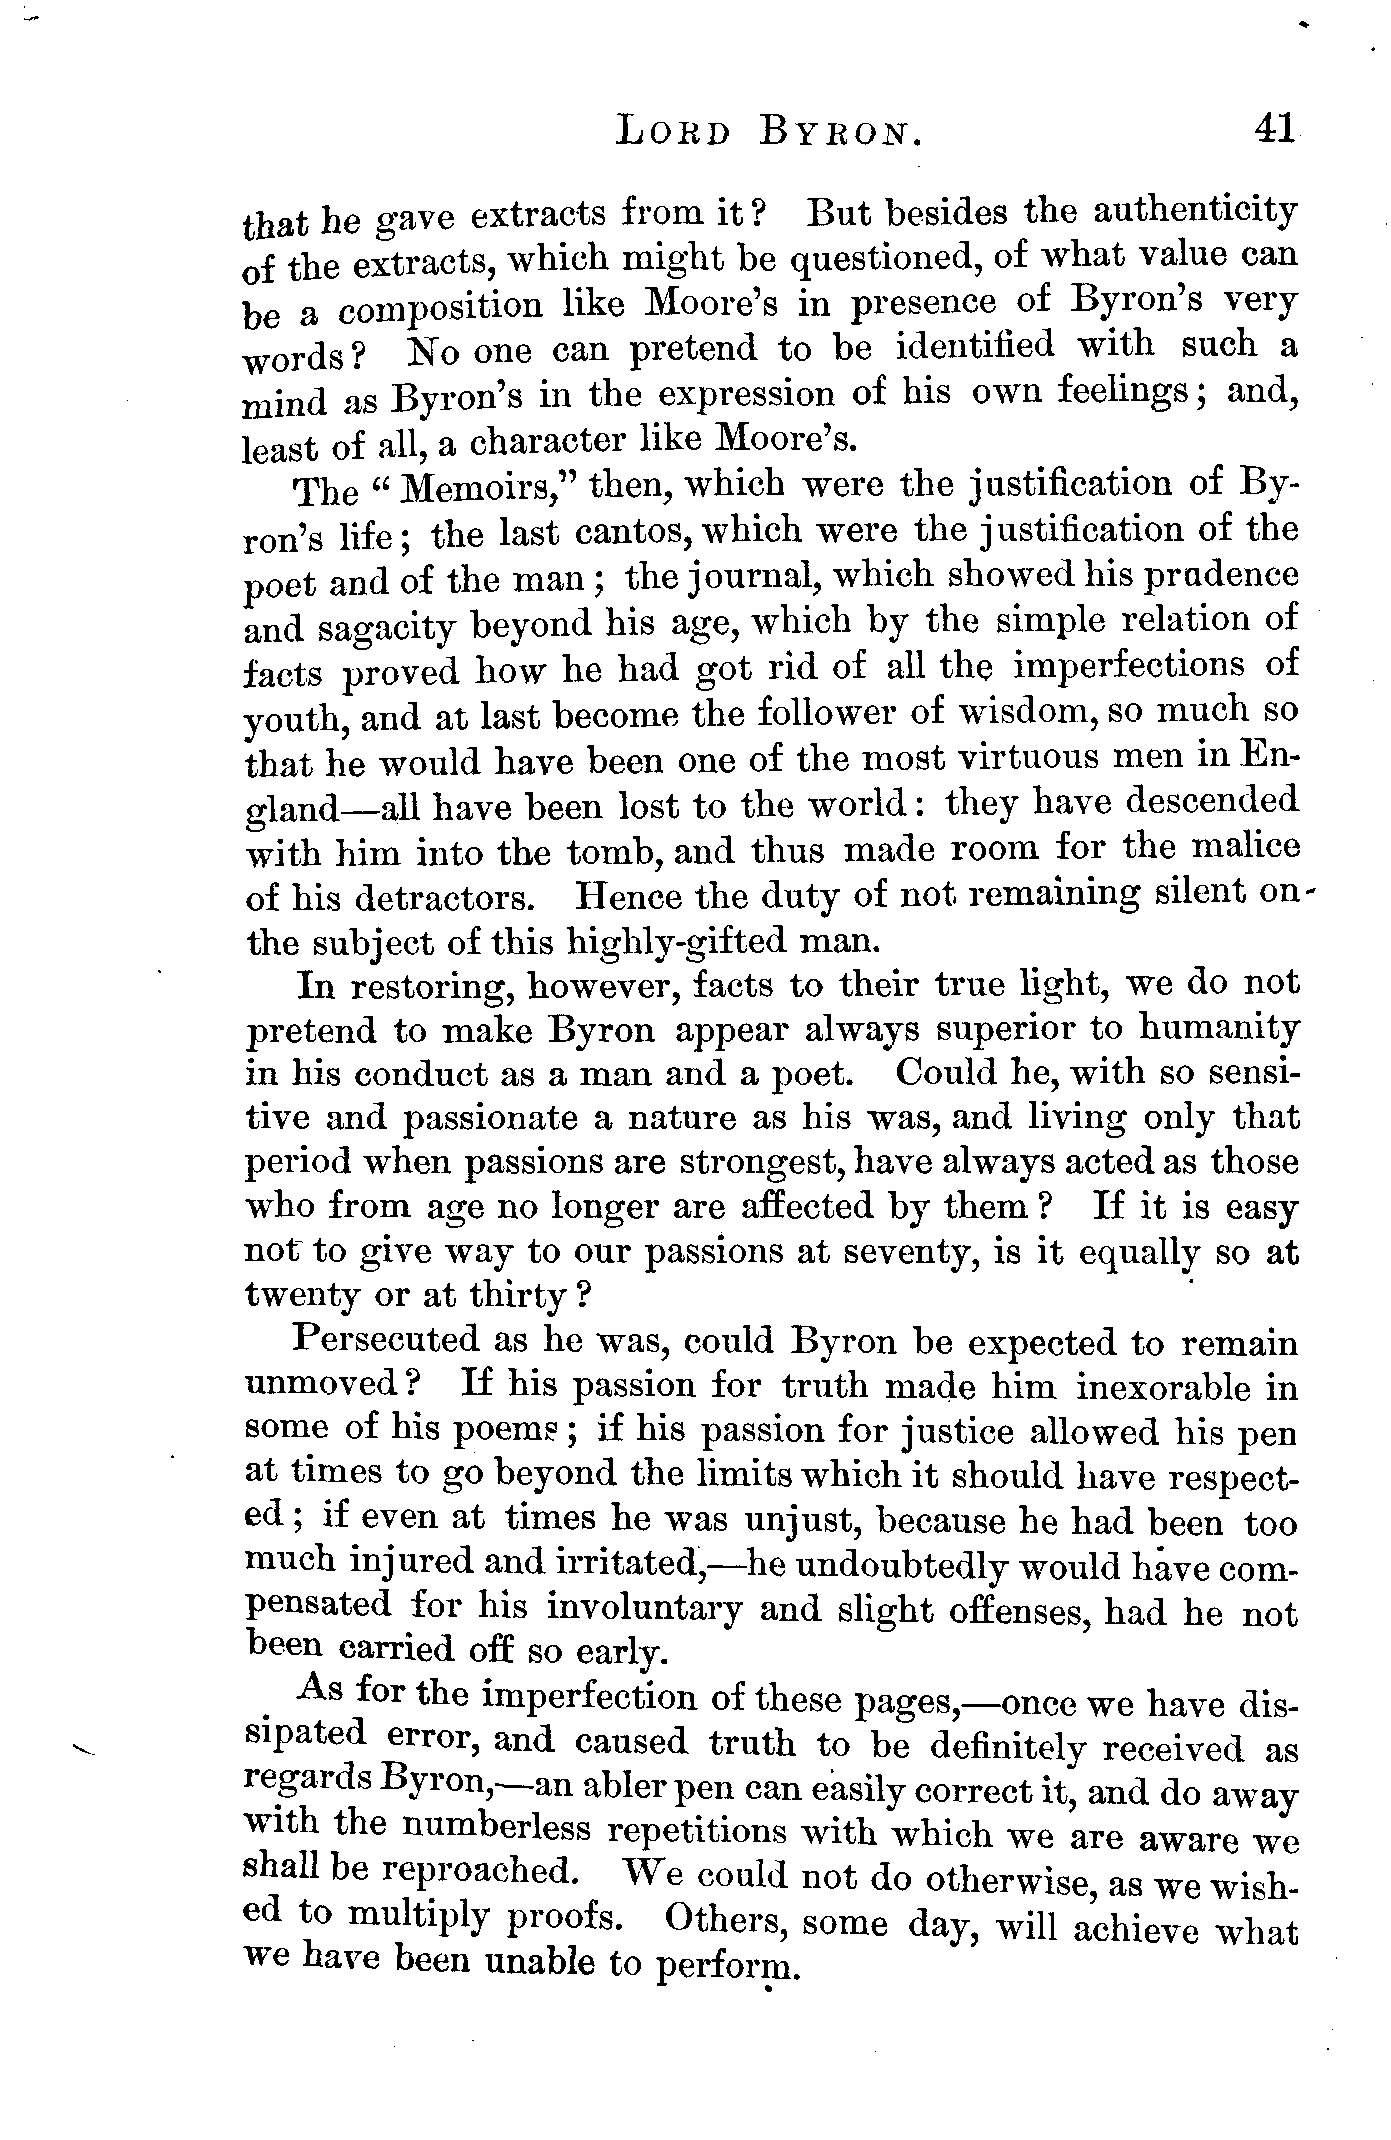 LORD BYRON. 41
that he gave extracts from it? But besides the authenticity
of the extracts, which might be questioned, of what value can
be a composition like Moore's in presence of Byron's very
words? No one can pretend to be identified with such a
mind as Byron's in the expression of his own feelings; and,
least of all, a character like Moore's.
The "Memoirs," then, which were the justification of By-
ron's life; the last cantos, which were the justification of the
poet and of the man; the journal, which showed his prudence
and sagacity beyond his age, which by the simple relation of
facts proved how he had got rid of all the imperfections of
youth, and at last become the follower of wisdom, so much so
that he would have been one of the most virtuous men in En-
gland—all have been lost to the world: they have descended
with him into the tomb, and thus made room for the malice
of his detractors. Hence the duty of not remaining silent on-
the subject of this highly-gifted man.
In restoring, however, facts to their true light, we do not
pretend to make Byron appear always superior to humanity
in his conduct as a man and a poet. Could he, with so sensi-
tive and passionate a nature as his was, and living only that
period when passions are strongest, have always acted as those
who from age no longer are affected by them? If it is easy
not to give way to our passions at seventy, is it equally so at
twenty or at thirty?
Persecuted as he was, could Byron be expected to remain
unmoved? If his passion for truth made him inexorable in
some of his poems; if his passion for justice allowed his pen
at times to go beyond the limits which it should have respect-
ed; if even at times he was unjust, because he had been too
much injured and irritated,—he undoubtedly would have com-
pensated for his involuntary and slight offenses, had he not
been carried off so early.
As for the imperfection of these pages,—once we have dis-
sipated error, and caused truth to be definitely received as
regards Byron,—an abler pen can easily correct it, and do away
with the numberless repetitions with which we are aware we
shall be reproached. We could not do otherwise, as we wish-
ed to multiply proofs. Others, some day, will achieve what
we have been unable to perform.